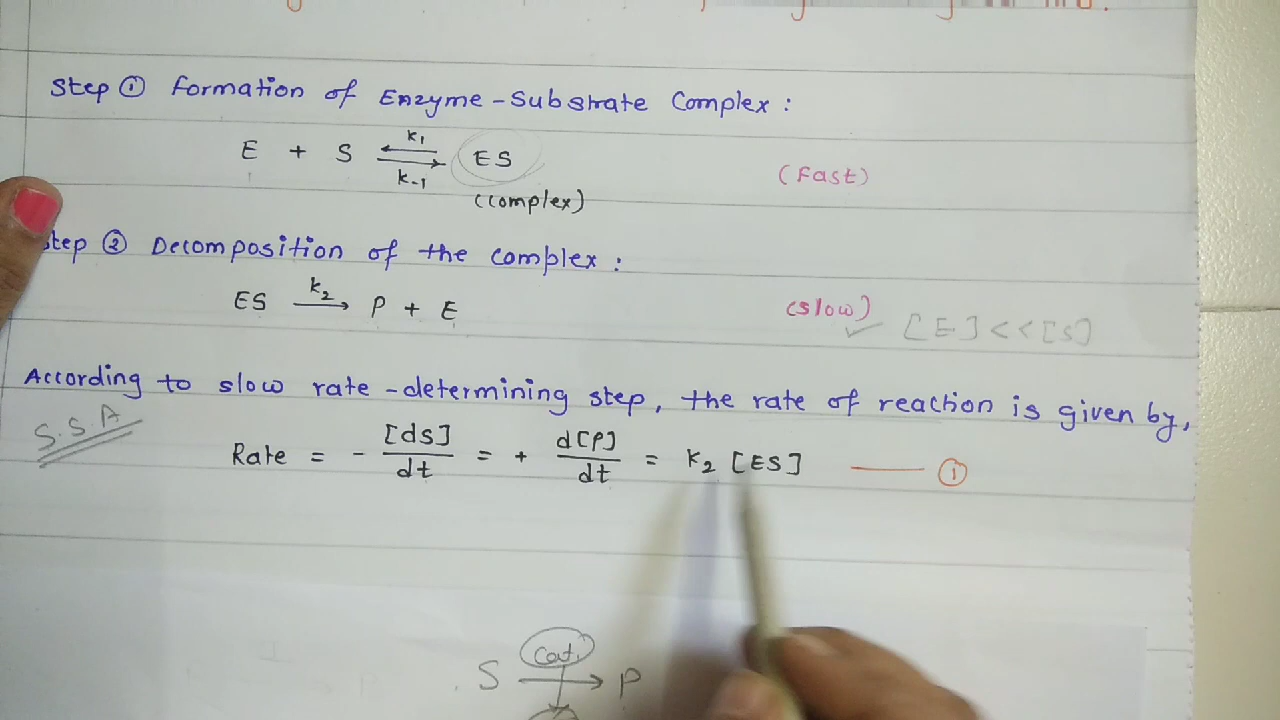 Step ① Formation of Enzyme-Substrate Complex:
E + S ⇌ ES
k1
k-1
(Fast)
(complex)
step ② Decomposition of the complex:
ES —k2→ P + E
(slow) ✓ [E]<<[S]
According to slow rate-determining step, the rate of reaction is given by,
S.S.A
Rate = - [ds]/dt = + d[P]/dt = K2 [ES] —— ①
cat.
S → P